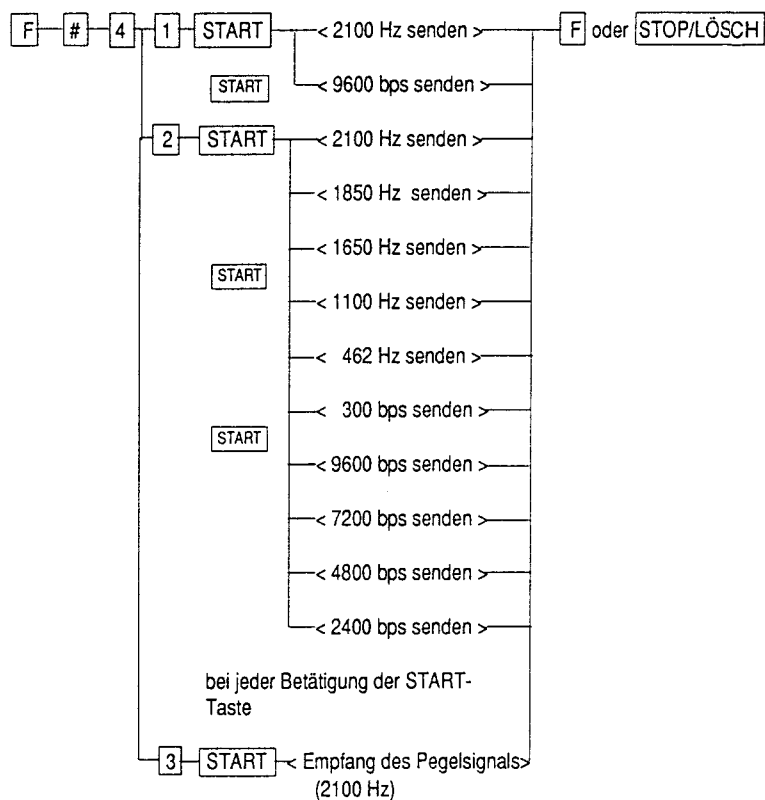 F # 4 1 START < 2100 Hz senden > F oder STOP/LÖSCH
START < 9600 bps senden >
2 START < 2100 Hz senden >
< 1850 Hz senden >
< 1650 Hz senden >
START
< 1100 Hz senden >
< 462 Hz senden >
< 300 bps senden >
START
< 9600 bps senden >
< 7200 bps senden >
< 4800 bps senden >
< 2400 bps senden >
bei jeder Betätigung der START-
Taste
3 START < Empfang des Pegelsignals>
(2100 Hz)